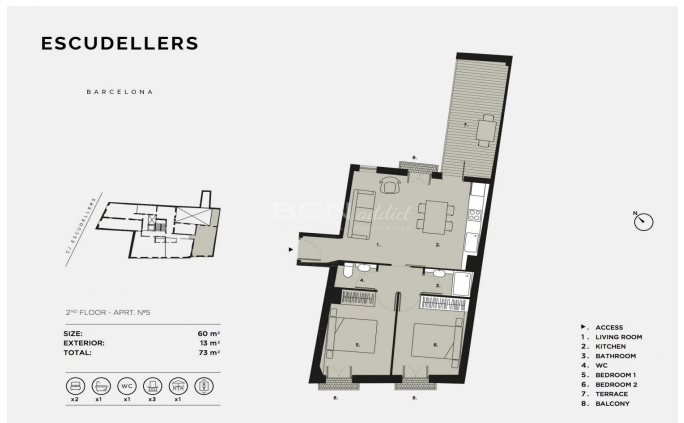 ESCUDELLERS
BARCELONA
C/ ESCUDELLERS
2ND FLOOR - APRT. Nº5
SIZE: 60 m²
EXTERIOR: 13 m²
TOTAL: 73 m²
WC
x2 x1 x1 x3 x1
7.
8.
BCN addict
1.
2.
4.
3.
5.
6.
8.
8.
N
▶. ACCESS
1. LIVING ROOM
2. KITCHEN
3. BATHROOM
4. WC
5. BEDROOM 1
6. BEDROOM 2
7. TERRACE
8. BALCONY